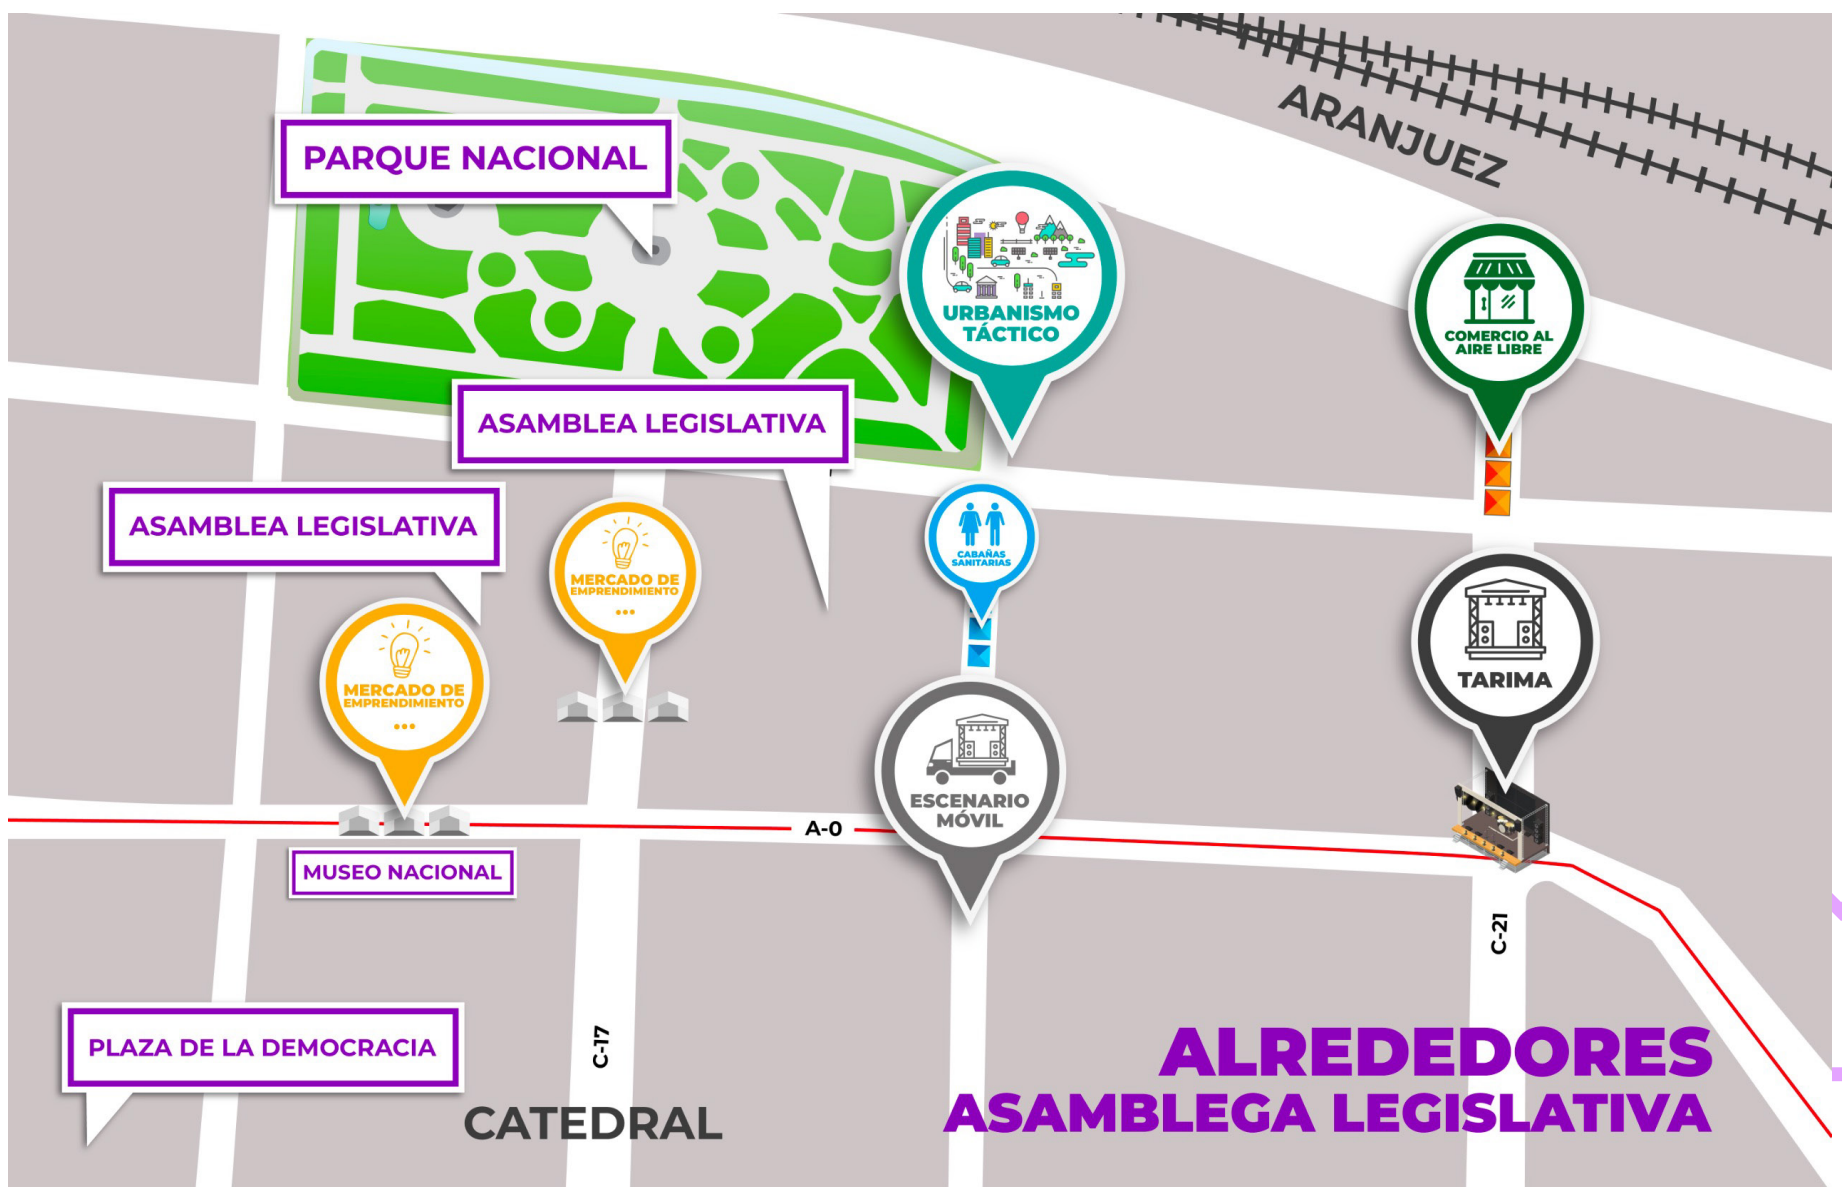 ARANJUEZ
PARQUE NACIONAL
URBANISMO
TÁCTICO
COMERCIO AL
AIRE LIBRE
ASAMBLEA LEGISLATIVA
ASAMBLEA LEGISLATIVA
MERCADO DE
EMPRENDIMIENTO
...
CABAÑAS
SANITARIAS
MERCADO DE
EMPRENDIMIENTO
...
TARIMA
ESCENARIO
MÓVIL
A-0
MUSEO NACIONAL
C-21
C-17
PLAZA DE LA DEMOCRACIA
CATEDRAL
ALREDEDORES
ASAMBLEGA LEGISLATIVA